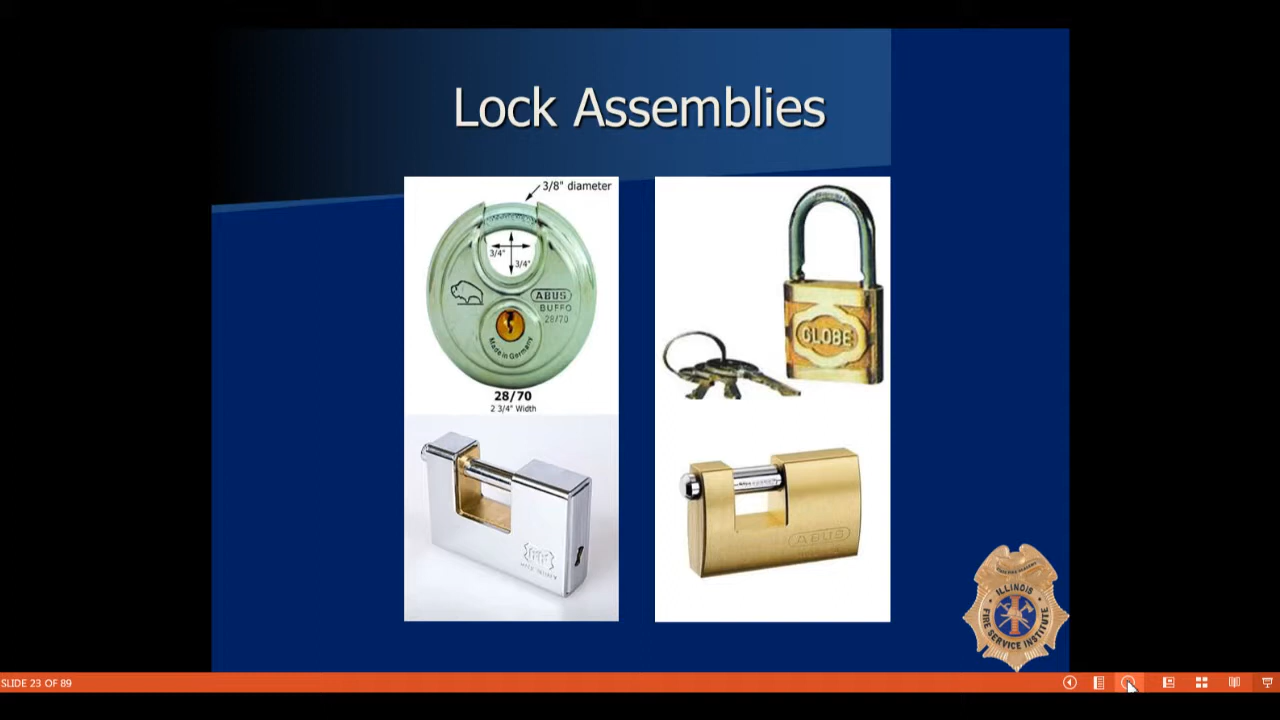 Lock Assemblies
3/8" diameter
3/4"
3/4"
ABUS
BUFFO
28/70
Made in Germany
28/70
2 3/4" Width
GLOBE
ABUS
ILLINOIS
FIRE SERVICE INSTITUTE
SLIDE 23 OF 89